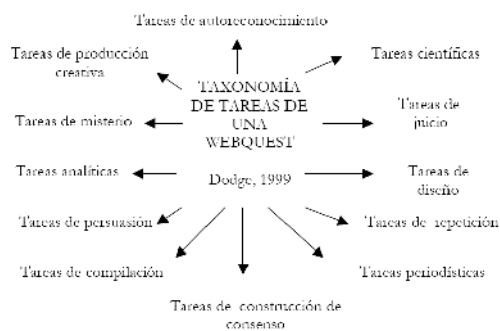 Tareas de autoreconocimiento
Tareas de producción
creativa
Tareas científicas
TAXONOMÍA
DE TAREAS DE
UNA
WEBQUEST
Tareas de misterio
Tareas de
juicio
Tareas analíticas
Dodge, 1999
Tareas de
diseño
Tareas de persuasión
Tareas de repetición
Tareas de compilación
Tareas periodísticas
Tareas de construcción de
consenso